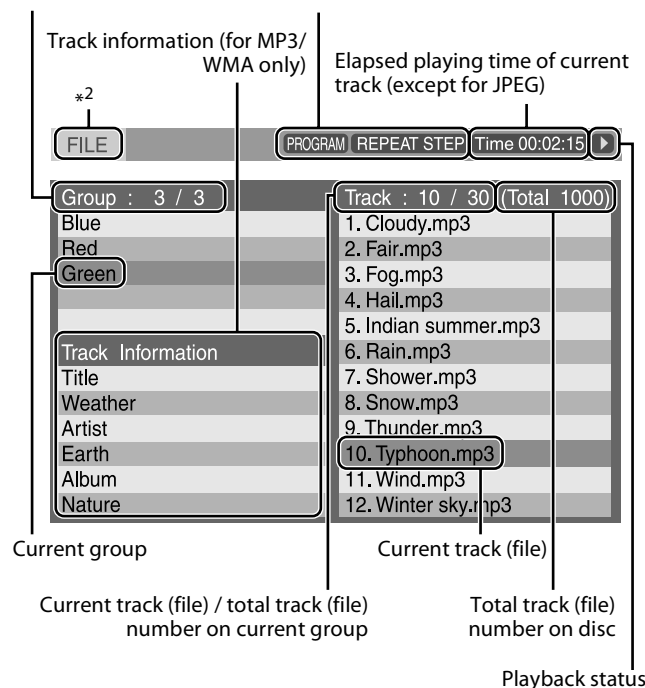 Track information (for MP3/
WMA only)
Elapsed playing time of current
track (except for JPEG)
*2
FILE
PROGRAM REPEAT STEP Time 00:02:15
Group : 3 / 3
Blue
Red
Green
Track Information
Title
Weather
Artist
Earth
Album
Nature
Track : 10 / 30 (Total 1000)
1. Cloudy.mp3
2. Fair.mp3
3. Fog.mp3
4. Hail.mp3
5. Indian summer.mp3
6. Rain.mp3
7. Shower.mp3
8. Snow.mp3
9. Thunder.mp3
10. Typhoon.mp3
11. Wind.mp3
12. Winter sky.mp3
Current group
Current track (file)
Current track (file) / total track (file)
number on current group
Total track (file)
number on disc
Playback status